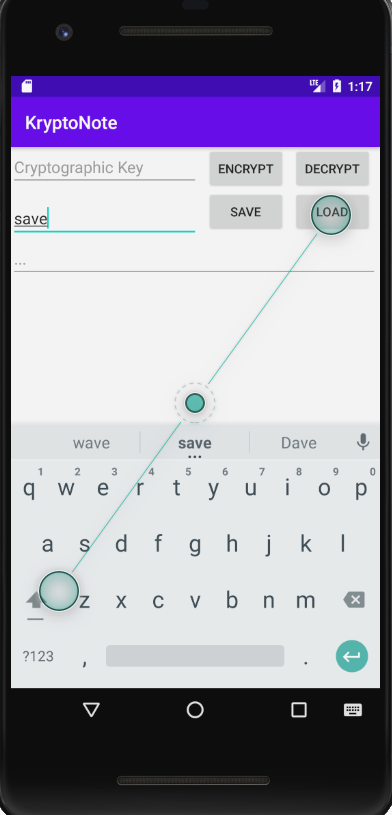 LTE 1:17
KryptoNote
Cryptographic Key ENCRYPT DECRYPT
save SAVE LOAD
...
wave save Dave
1 2 3 4 5 6 7 8 9 0
q w e r t y u i o p
a s d f g h j k l
z x c v b n m
?123 , .